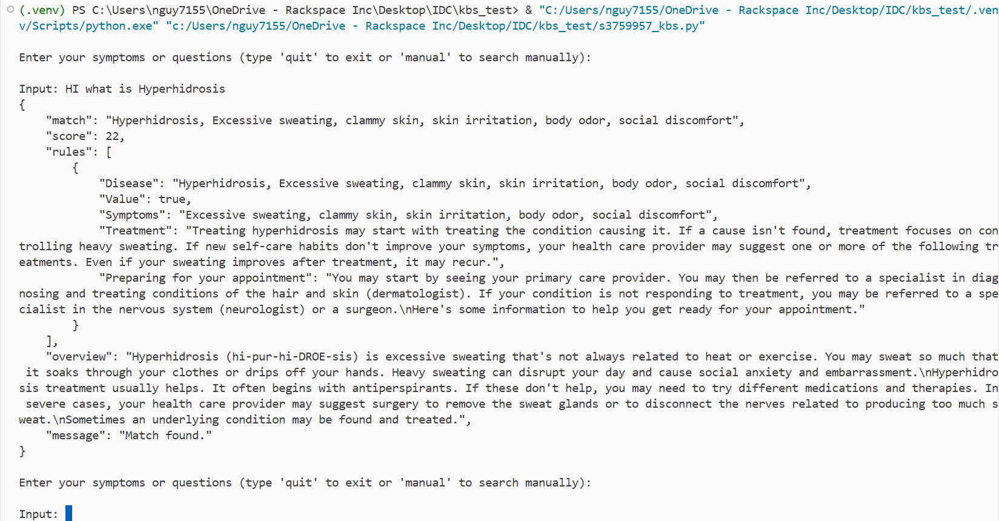 (.venv) PS C:\Users\nguy7155\OneDrive - Rackspace Inc\Desktop\IDC\kbs_test> & "C:/Users/nguy7155/OneDrive - Rackspace Inc/Desktop/IDC/kbs_test/.ven
v/Scripts/python.exe" "c:/Users/nguy7155/OneDrive - Rackspace Inc/Desktop/IDC/kbs_test/s3759957_kbs.py"
Enter your symptoms or questions (type 'quit' to exit or 'manual' to search manually):
Input: HI what is Hyperhidrosis
{
    "match": "Hyperhidrosis, Excessive sweating, clammy skin, skin irritation, body odor, social discomfort",
    "score": 22,
    "rules": [
        {
            "Disease": "Hyperhidrosis, Excessive sweating, clammy skin, skin irritation, body odor, social discomfort",
            "Value": true,
            "Symptoms": "Excessive sweating, clammy skin, skin irritation, body odor, social discomfort",
            "Treatment": "Treating hyperhidrosis may start with treating the condition causing it. If a cause isn't found, treatment focuses on con
trolling heavy sweating. If new self-care habits don't improve your symptoms, your health care provider may suggest one or more of the following tr
eatments. Even if your sweating improves after treatment, it may recur.",
            "Preparing for your appointment": "You may start by seeing your primary care provider. You may then be referred to a specialist in diag
nosing and treating conditions of the hair and skin (dermatologist). If your condition is not responding to treatment, you may be referred to a spe
cialist in the nervous system (neurologist) or a surgeon.\nHere's some information to help you get ready for your appointment."
        }
    ],
    "overview": "Hyperhidrosis (hi-pur-hi-DROE-sis) is excessive sweating that's not always related to heat or exercise. You may sweat so much that
 it soaks through your clothes or drips off your hands. Heavy sweating can disrupt your day and cause social anxiety and embarrassment.\nHyperhidro
sis treatment usually helps. It often begins with antiperspirants. If these don't help, you may need to try different medications and therapies. In
 severe cases, your health care provider may suggest surgery to remove the sweat glands or to disconnect the nerves related to producing too much s
weat.\nSometimes an underlying condition may be found and treated.",
    "message": "Match found."
}
Enter your symptoms or questions (type 'quit' to exit or 'manual' to search manually):
Input: